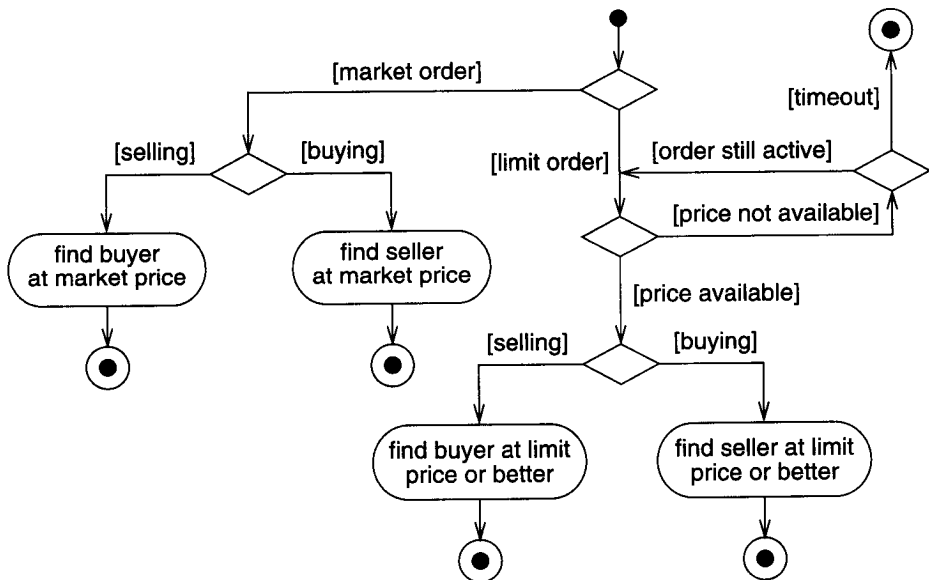 [market order]
[timeout]
[selling]
[buying]
[limit order]
[order still active]
[price not available]
find buyer
at market price
find seller
at market price
[price available]
[selling]
[buying]
find buyer at limit
price or better
find seller at limit
price or better